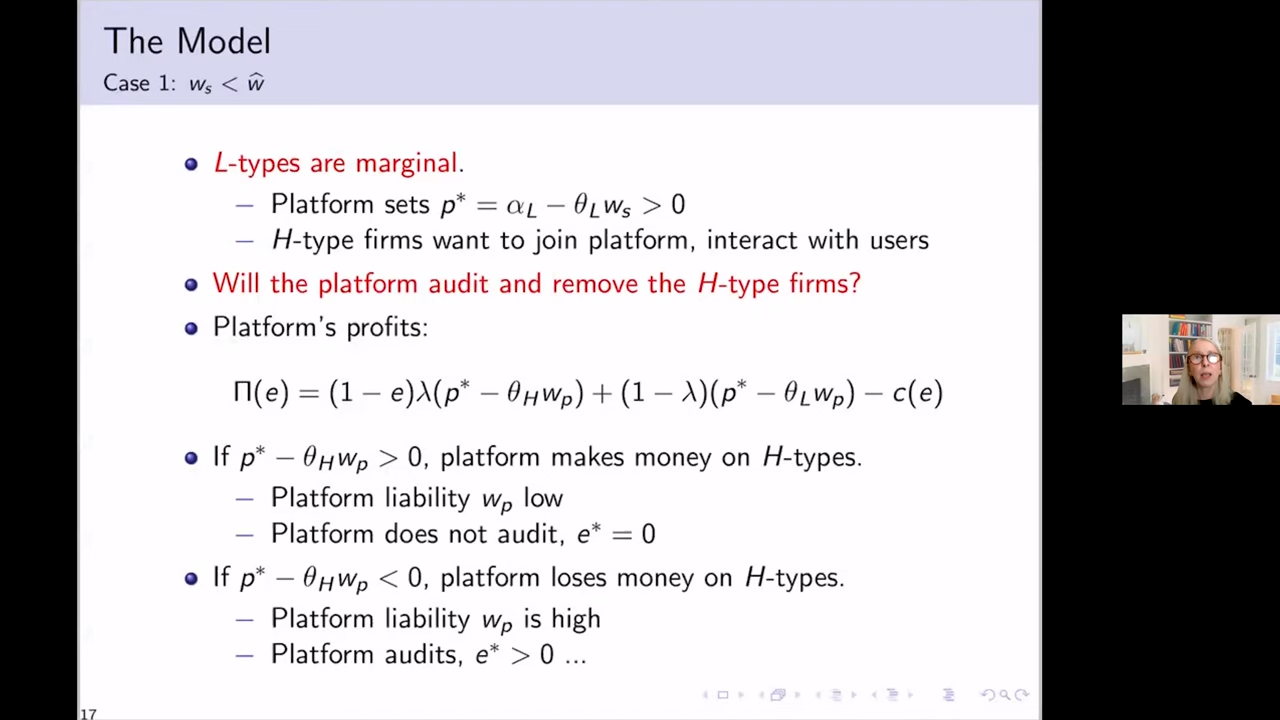 The Model
Case 1: wₛ < ŵ
L-types are marginal.
– Platform sets p* = α_L − θ_L wₛ > 0
– H-type firms want to join platform, interact with users
Will the platform audit and remove the H-type firms?
Platform's profits:
Π(e) = (1 − e)λ(p* − θ_H w_p) + (1 − λ)(p* − θ_L w_p) − c(e)
If p* − θ_H w_p > 0, platform makes money on H-types.
– Platform liability w_p low
– Platform does not audit, e* = 0
If p* − θ_H w_p < 0, platform loses money on H-types.
– Platform liability w_p is high
– Platform audits, e* > 0 ...
17